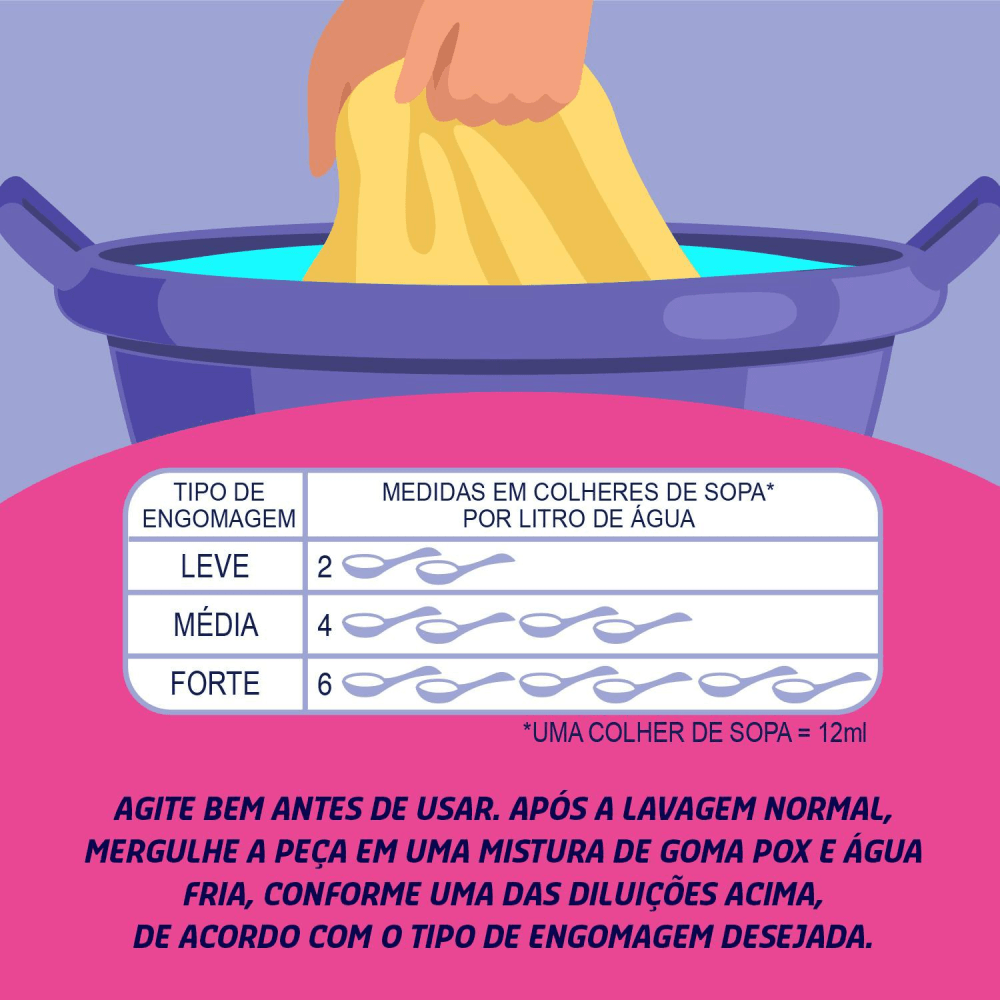 TIPO DE
ENGOMAGEM
MEDIDAS EM COLHERES DE SOPA*
POR LITRO DE ÁGUA
LEVE 2
MÉDIA 4
FORTE 6
*UMA COLHER DE SOPA = 12ml
AGITE BEM ANTES DE USAR. APÓS A LAVAGEM NORMAL,
MERGULHE A PEÇA EM UMA MISTURA DE GOMA POX E ÁGUA
FRIA, CONFORME UMA DAS DILUIÇÕES ACIMA,
DE ACORDO COM O TIPO DE ENGOMAGEM DESEJADA.